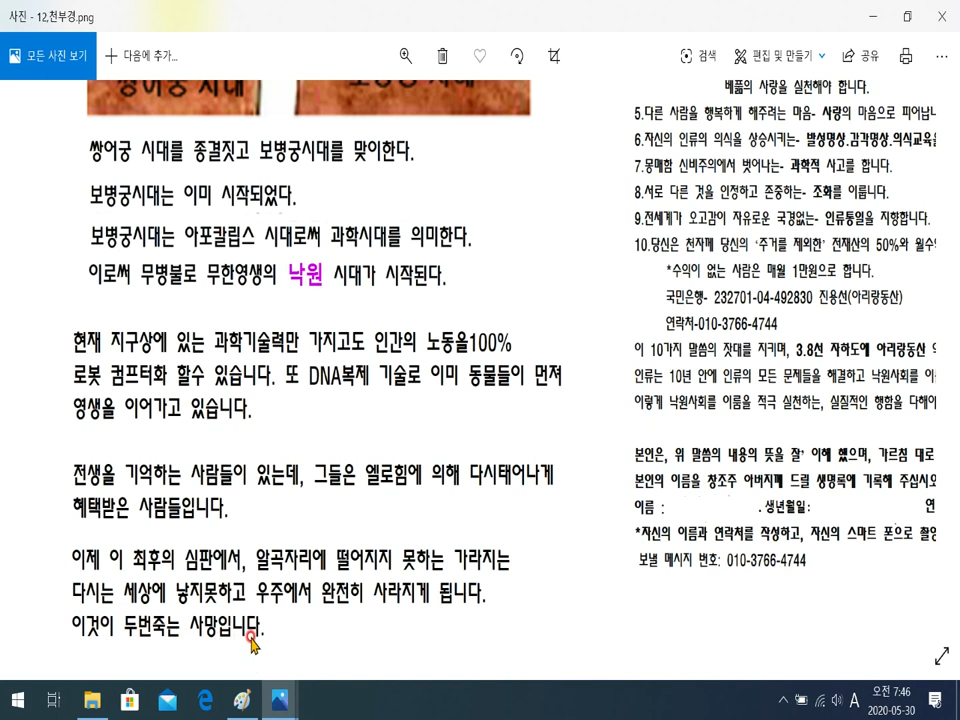 사진 - 12,천부경.png
모든 사진 보기
다음에 추가...
검색
편집 및 만들기
공유
쌍어궁 시대
쌍어궁 시대를 종결짓고 보병궁시대를 맞이한다.
보병궁시대는 이미 시작되었다.
보병궁시대는 아포칼립스 시대로써 과학시대를 의미한다.
이로써 무병불로 무한영생의 낙원 시대가 시작된다.
현재 지구상에 있는 과학기술력만 가지고도 인간의 노동을100%
로봇 컴프터화 할수 있습니다. 또 DNA복제 기술로 이미 동물들이 먼져
영생을 이어가고 있습니다.
전생을 기억하는 사람들이 있는데, 그들은 엘로힘에 의해 다시태어나게
혜택받은 사람들입니다.
이제 이 최후의 심판에서, 알곡자리에 떨어지지 못하는 가라지는
다시는 세상에 낳지못하고 우주에서 완전히 사라지게 됩니다.
이것이 두번죽는 사망입니다.
베풂의 사랑을 실천해야 합니다.
5.다른 사람을 행복하게 해주려는 마음- 사랑의 마음으로 피어납니
6.자신의 인류의 의식을 상승시키는- 발성명상.감각명상.의식교육을
7.몽매함 신비주의에서 벗어나는- 과학적 사고를 합니다.
8.서로 다른 것을 인정하고 존중하는- 조화를 이룹니다.
9.전세계가 오고감이 자유로운 국경없는- 인류통일을 지향합니다.
10.당신은 천자께 당신의 '주거를 제외한' 전재산의 50%와 월수
*수익이 없는 사람은 매월 1만원으로 합니다.
국민은행- 232701-04-492830 진용선(아리랑동산)
연락처-010-3766-4744
이 10가지 말씀의 잣대를 지키며, 3.8선 자하도에 아리랑동산
인류는 10년 안에 인류의 모든 문제들을 해결하고 낙원사회를 이
이렇게 낙원사회를 이룸을 적극 실천하는, 실질적인 행함을 다해야
본인은, 위 말씀의 내용의 뜻을 잘' 이해 했으며, 가르침 대로
본인의 이름을 창조주 아버지께 드릴 생명록에 기록해 주십시오
이름 : . 생년월일: 연
*자신의 이름과 연락처를 작성하고, 자신의 스마트 폰으로 촬영
보낼 메시지 번호: 010-3766-4744
A
오전 7:46
2020-05-30